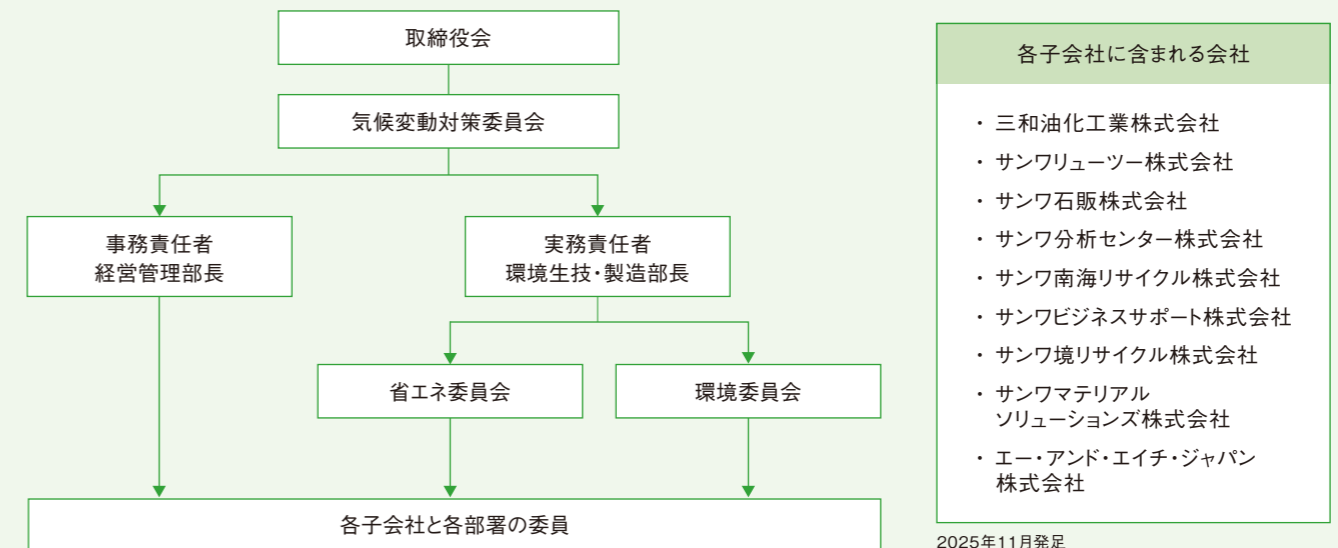 取締役会
気候変動対策委員会
事務責任者
経営管理部長
実務責任者
環境生技・製造部長
省エネ委員会
環境委員会
各子会社と各部署の委員
各子会社に含まれる会社
・ 三和油化工業株式会社
・ サンワリューツー株式会社
・ サンワ石販株式会社
・ サンワ分析センター株式会社
・ サンワ南海リサイクル株式会社
・ サンワビジネスサポート株式会社
・ サンワ境リサイクル株式会社
・ サンワマテリアル
ソリューションズ株式会社
・ エー・アンド・エイチ・ジャパン
株式会社
2025年11月発足